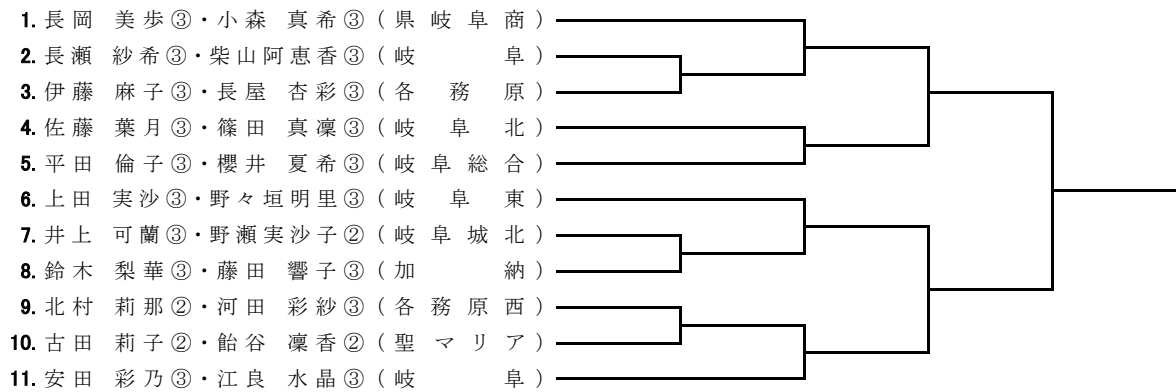 1. 長岡 美歩③・小森 真希③（県岐阜商）
2. 長瀬 紗希③・柴山阿恵香③（岐阜）
3. 伊藤 麻子③・長屋 杏彩③（各務原）
4. 佐藤 葉月③・篠田 真凜③（岐阜北）
5. 平田 倫子③・櫻井 夏希③（岐阜総合）
6. 上田 実沙③・野々垣明里③（岐阜東）
7. 井上 可蘭③・野瀬実沙子②（岐阜城北）
8. 鈴木 梨華③・藤田 響子③（加納）
9. 北村 莉那②・河田 彩紗③（各務原西）
10. 古田 莉子②・飴谷 凜香②（聖マリア）
11. 安田 彩乃③・江良 水晶③（岐阜）